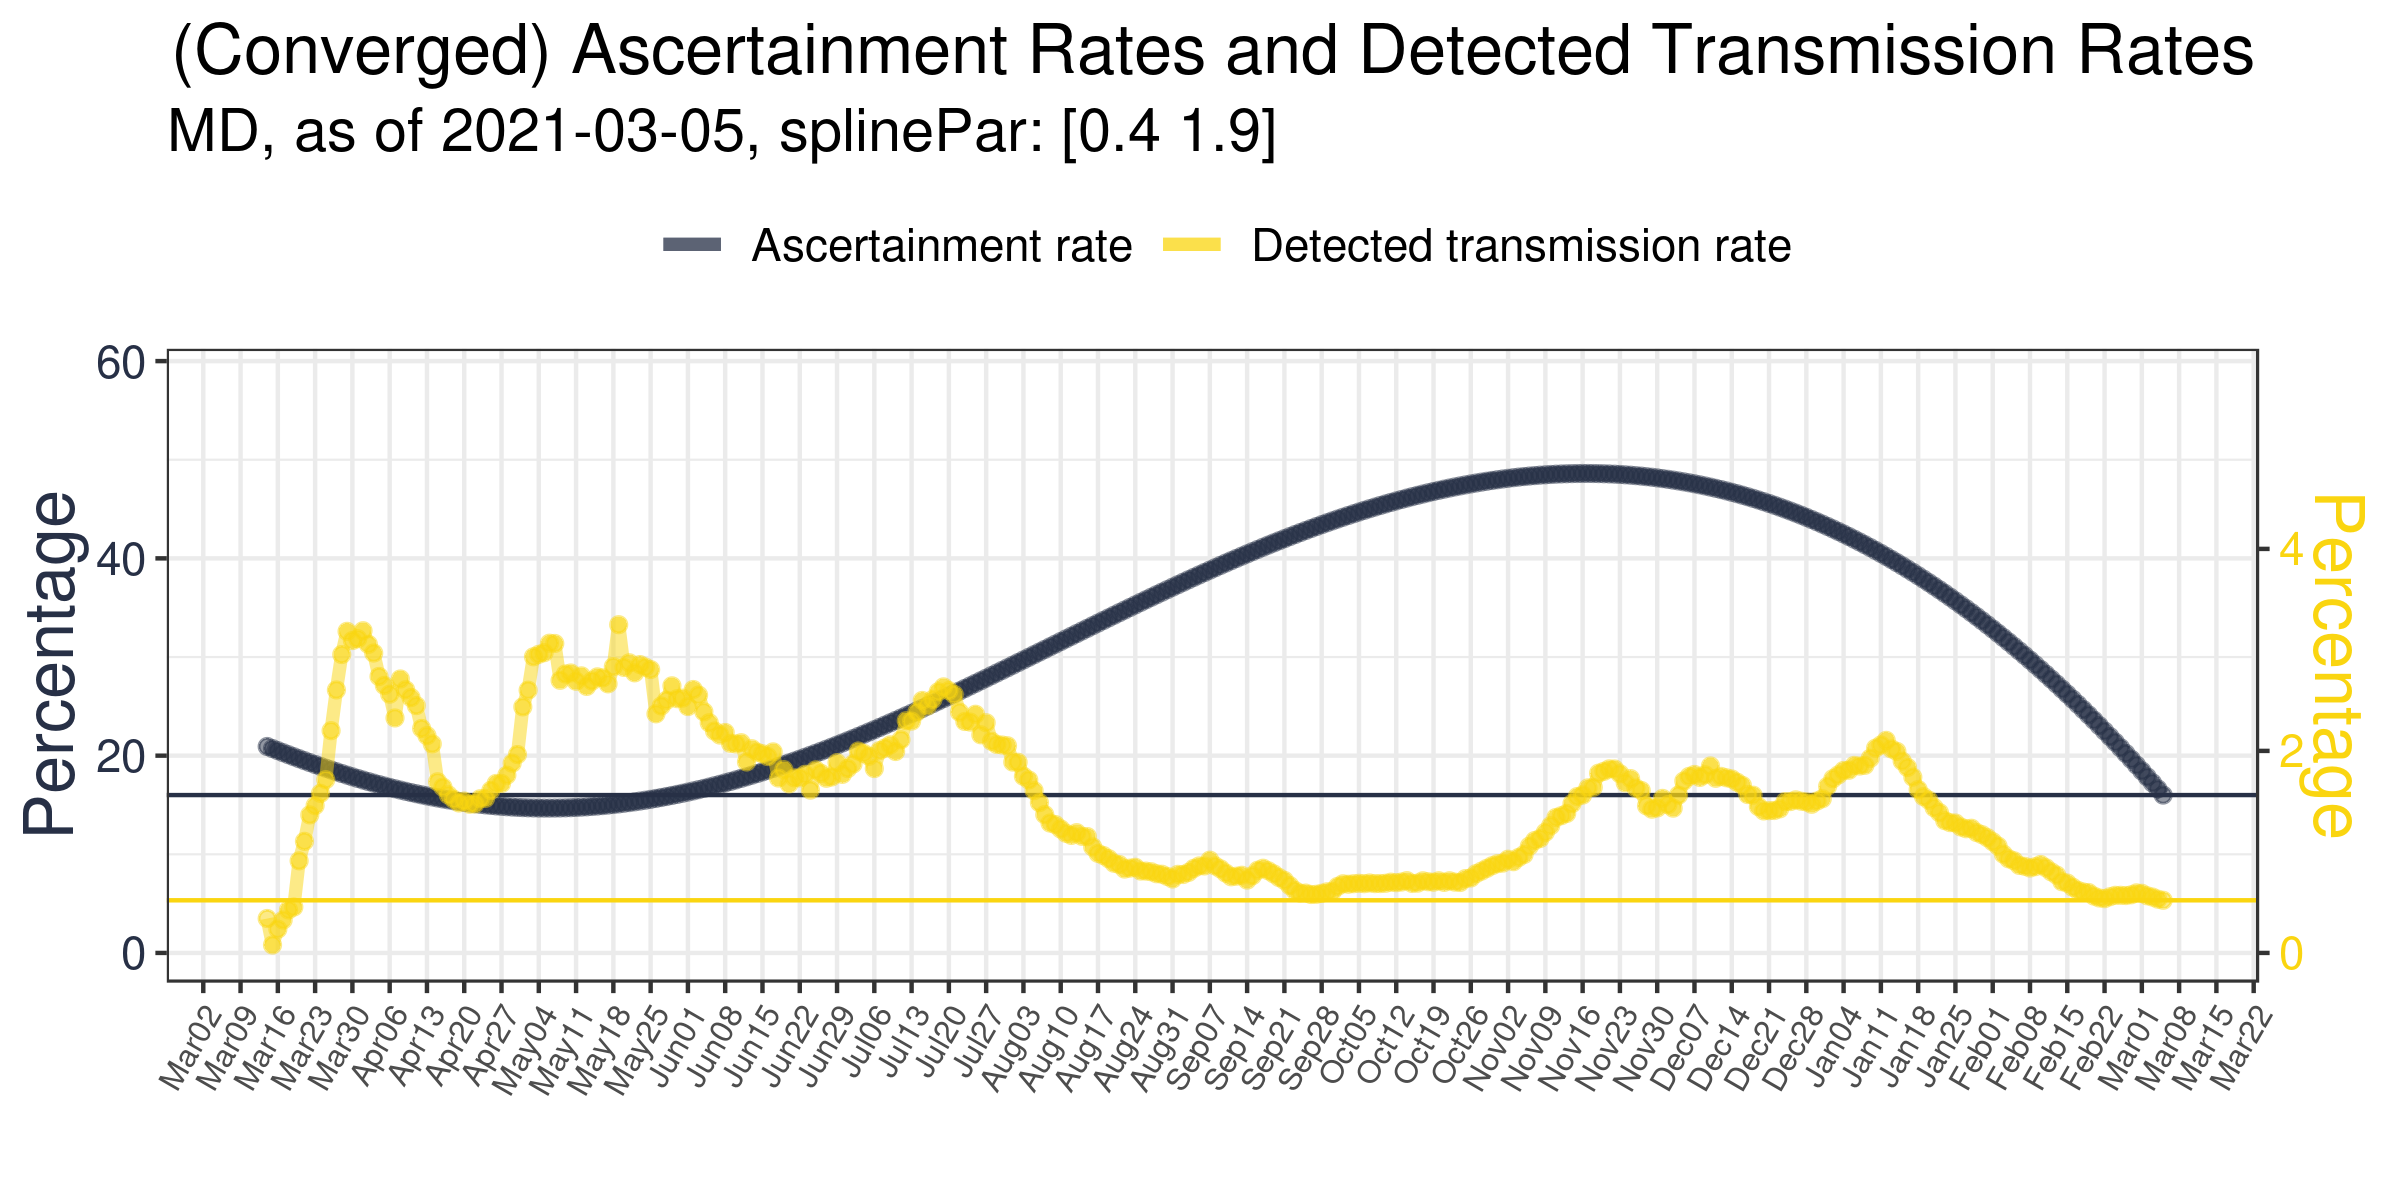 (Converged) Ascertainment Rates and Detected Transmission Rates
MD, as of 2021-03-05, splinePar: [0.4 1.9]
Ascertainment rate
Detected transmission rate
Percentage
60
40
20
0
Percentage
4
2
0
Mar02
Mar09
Mar16
Mar23
Mar30
Apr06
Apr13
Apr20
Apr27
May04
May11
May18
May25
Jun01
Jun08
Jun15
Jun22
Jun29
Jul06
Jul13
Jul20
Jul27
Aug03
Aug10
Aug17
Aug24
Aug31
Sep07
Sep14
Sep21
Sep28
Oct05
Oct12
Oct19
Oct26
Nov02
Nov09
Nov16
Nov23
Nov30
Dec07
Dec14
Dec21
Dec28
Jan04
Jan11
Jan18
Jan25
Feb01
Feb08
Feb15
Feb22
Mar01
Mar08
Mar15
Mar22